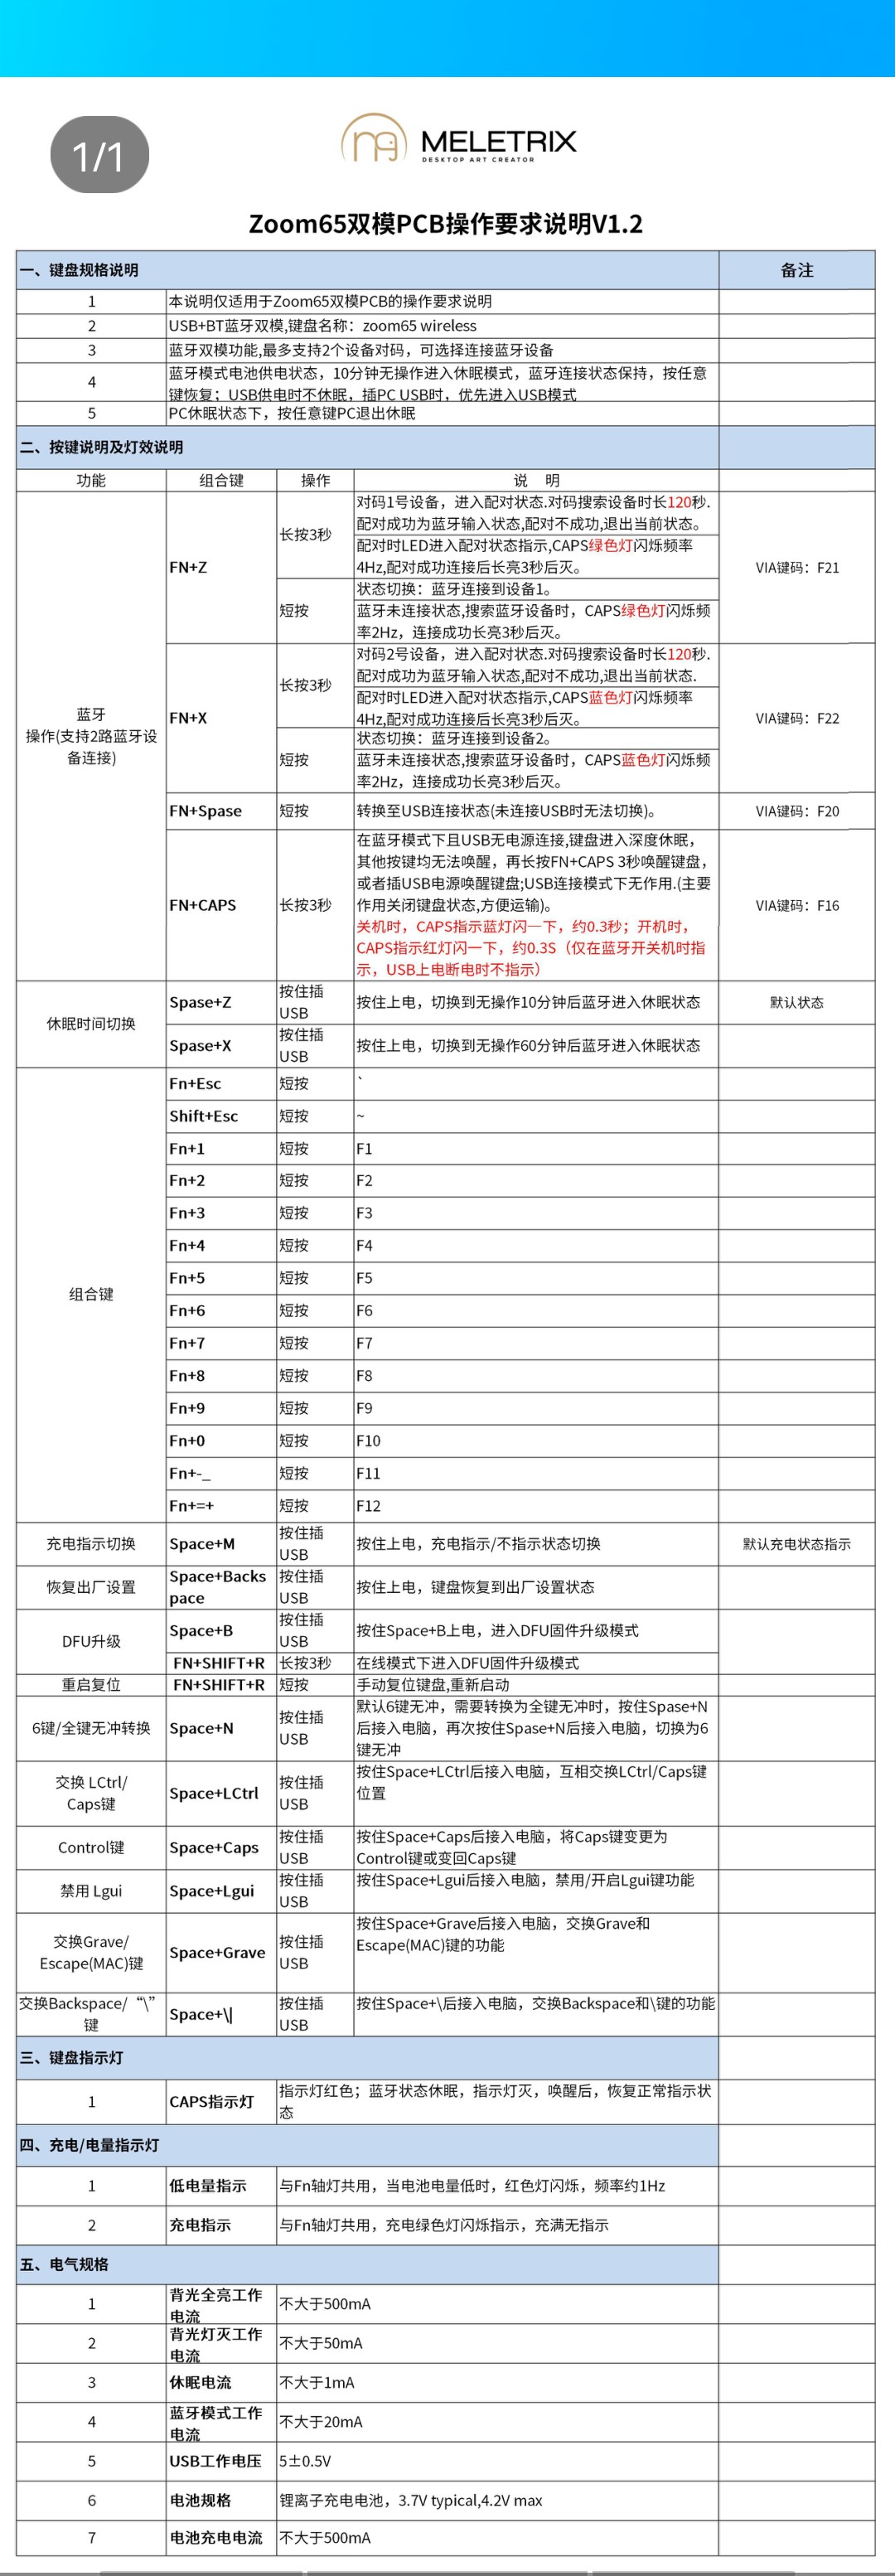 1/1
MELETRIX
DESKTOP ART CREATOR
Zoom65双模PCB操作要求说明V1.2
一、键盘规格说明 备注
1 本说明仅适用于Zoom65双模PCB的操作要求说明
2 USB+BT蓝牙双模,键盘名称：zoom65 wireless
3 蓝牙双模功能,最多支持2个设备对码，可选择连接蓝牙设备
4 蓝牙模式电池供电状态，10分钟无操作进入休眠模式，蓝牙连接状态保持，按任意
键恢复；USB供电时不休眠，插PC USB时，优先进入USB模式
5 PC休眠状态下，按任意键PC退出休眠
二、按键说明及灯效说明
功能 组合键 操作 说 明
蓝牙
操作(支持2路蓝牙设
备连接)
FN+Z
长按3秒
对码1号设备，进入配对状态.对码搜索设备时长120秒.
配对成功为蓝牙输入状态,配对不成功,退出当前状态。
配对时LED进入配对状态指示,CAPS绿色灯闪烁频率
4Hz,配对成功连接后长亮3秒后灭。
短按
状态切换：蓝牙连接到设备1。
蓝牙未连接状态,搜索蓝牙设备时，CAPS绿色灯闪烁频
率2Hz，连接成功长亮3秒后灭。
VIA键码：F21
FN+X
长按3秒
对码2号设备，进入配对状态.对码搜索设备时长120秒.
配对成功为蓝牙输入状态,配对不成功,退出当前状态.
配对时LED进入配对状态指示,CAPS蓝色灯闪烁频率
4Hz,配对成功连接后长亮3秒后灭。
短按
状态切换：蓝牙连接到设备2。
蓝牙未连接状态,搜索蓝牙设备时，CAPS蓝色灯闪烁频
率2Hz，连接成功长亮3秒后灭。
VIA键码：F22
FN+Spase 短按 转换至USB连接状态(未连接USB时无法切换)。 VIA键码：F20
FN+CAPS
长按3秒
在蓝牙模式下且USB无电源连接,键盘进入深度休眠，
其他按键均无法唤醒，再长按FN+CAPS 3秒唤醒键盘，
或者插USB电源唤醒键盘;USB连接模式下无作用.(主要
作用关闭键盘状态,方便运输)。
关机时，CAPS指示蓝灯闪一下，约0.3秒；开机时，
CAPS指示红灯闪一下，约0.3S（仅在蓝牙开关机时指
示，USB上电断电时不指示）
VIA键码：F16
休眠时间切换
Spase+Z
按住插
USB
按住上电，切换到无操作10分钟后蓝牙进入休眠状态
默认状态
Spase+X
按住插
USB
按住上电，切换到无操作60分钟后蓝牙进入休眠状态
组合键
Fn+Esc 短按 `
Shift+Esc 短按 ~
Fn+1 短按 F1
Fn+2 短按 F2
Fn+3 短按 F3
Fn+4 短按 F4
Fn+5 短按 F5
Fn+6 短按 F6
Fn+7 短按 F7
Fn+8 短按 F8
Fn+9 短按 F9
Fn+0 短按 F10
Fn+-_ 短按 F11
Fn+=+ 短按 F12
充电指示切换
Space+M
按住插
USB
按住上电，充电指示/不指示状态切换
默认充电状态指示
恢复出厂设置
Space+Backs
pace
按住插
USB
按住上电，键盘恢复到出厂设置状态
DFU升级
Space+B
按住插
USB
按住Space+B上电，进入DFU固件升级模式
FN+SHIFT+R 长按3秒 在线模式下进入DFU固件升级模式
重启复位 FN+SHIFT+R 短按 手动复位键盘,重新启动
6键/全键无冲转换
Space+N
按住插
USB
默认6键无冲，需要转换为全键无冲时，按住Spase+N
后接入电脑，再次按住Spase+N后接入电脑，切换为6
键无冲
交换 LCtrl/
Caps键
Space+LCtrl
按住插
USB
按住Space+LCtrl后接入电脑，互相交换LCtrl/Caps键
位置
Control键
Space+Caps
按住插
USB
按住Space+Caps后接入电脑，将Caps键变更为
Control键或变回Caps键
禁用 Lgui
Space+Lgui
按住插
USB
按住Space+Lgui后接入电脑，禁用/开启Lgui键功能
交换Grave/
Escape(MAC)键
Space+Grave
按住插
USB
按住Space+Grave后接入电脑，交换Grave和
Escape(MAC)键的功能
交换Backspace/“\”
键
Space+\|
按住插
USB
按住Space+\后接入电脑，交换Backspace和\键的功能
三、键盘指示灯
1 CAPS指示灯
指示灯红色；蓝牙状态休眠，指示灯灭，唤醒后，恢复正常指示状
态
四、充电/电量指示灯
1 低电量指示 与Fn轴灯共用，当电池电量低时，红色灯闪烁，频率约1Hz
2 充电指示 与Fn轴灯共用，充电绿色灯闪烁指示，充满无指示
五、电气规格
1 背光全亮工作
电流
不大于500mA
2 背光灯灭工作
电流
不大于50mA
3 休眠电流 不大于1mA
4 蓝牙模式工作
电流
不大于20mA
5 USB工作电压 5±0.5V
6 电池规格 锂离子充电电池，3.7V typical,4.2V max
7 电池充电电流 不大于500mA